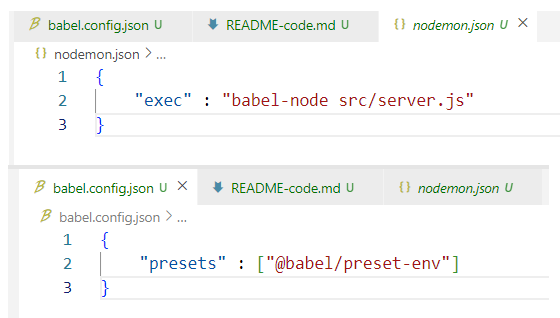 babel.config.json U README-code.md U nodemon.json U ×
{} nodemon.json > ...
1 {
2 "exec" : "babel-node src/server.js"
3 }
babel.config.json U × README-code.md U {} nodemon.json U
babel.config.json > ...
1 {
2 "presets" : ["@babel/preset-env"]
3 }